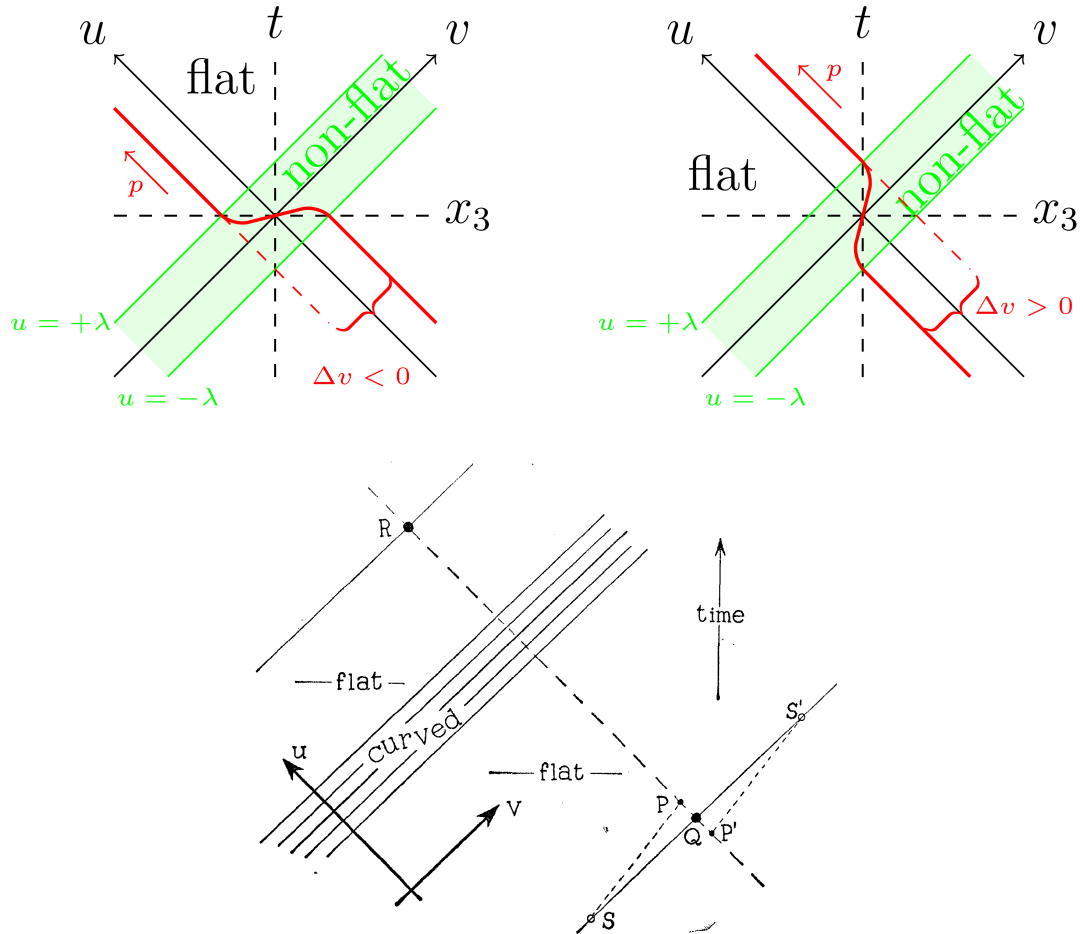 u
t
v
flat
non-flat
p
x₃
u = +λ
Δv < 0
u = −λ
u
t
v
p
flat
non-flat
x₃
Δv > 0
u = +λ
u = −λ
R
time
flat
curved
S'
u
flat
P
V
Q
P'
S